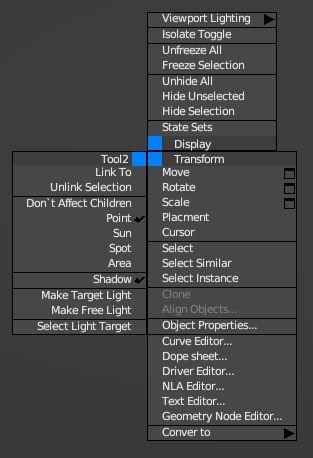 Viewport Lighting
Isolate Toggle
Unfreeze All
Freeze Selection
Unhide All
Hide Unselected
Hide Selection
State Sets
Display
Tool2
Transform
Link To
Move
Unlink Selection
Rotate
Don`t Affect Children
Scale
Point
Placment
Sun
Cursor
Spot
Select
Area
Select Similar
Shadow
Select Instance
Make Target Light
Clone
Make Free Light
Align Objects...
Select Light Target
Object Properties...
Curve Editor...
Dope sheet...
Driver Editor...
NLA Editor...
Text Editor...
Geometry Node Editor...
Conver to